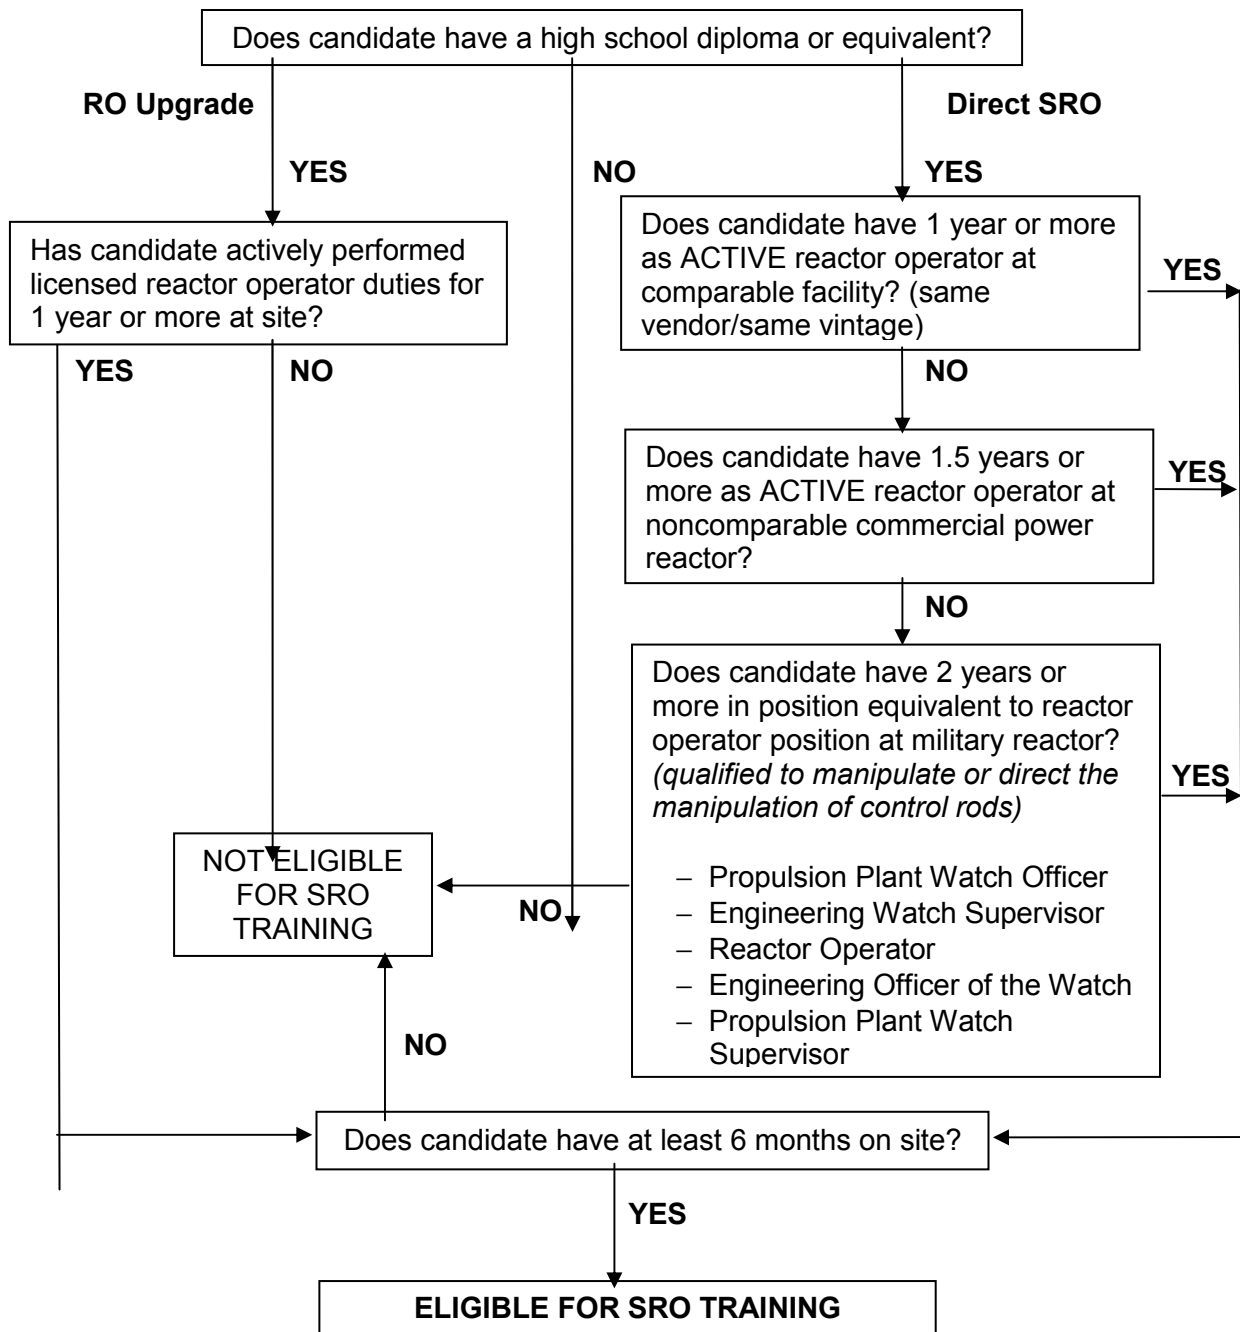 Does candidate have a high school diploma or equivalent?
RO Upgrade
Direct SRO
YES
NO
YES
Has candidate actively performed
licensed reactor operator duties for
1 year or more at site?
Does candidate have 1 year or more
as ACTIVE reactor operator at
comparable facility? (same
vendor/same vintage)
YES
YES
NO
NO
Does candidate have 1.5 years or
more as ACTIVE reactor operator at
noncomparable commercial power
reactor?
YES
NO
Does candidate have 2 years or
more in position equivalent to reactor
operator position at military reactor?
(qualified to manipulate or direct the
manipulation of control rods)
– Propulsion Plant Watch Officer
– Engineering Watch Supervisor
– Reactor Operator
– Engineering Officer of the Watch
– Propulsion Plant Watch
Supervisor
YES
NOT ELIGIBLE
FOR SRO
TRAINING
NO
NO
Does candidate have at least 6 months on site?
YES
ELIGIBLE FOR SRO TRAINING